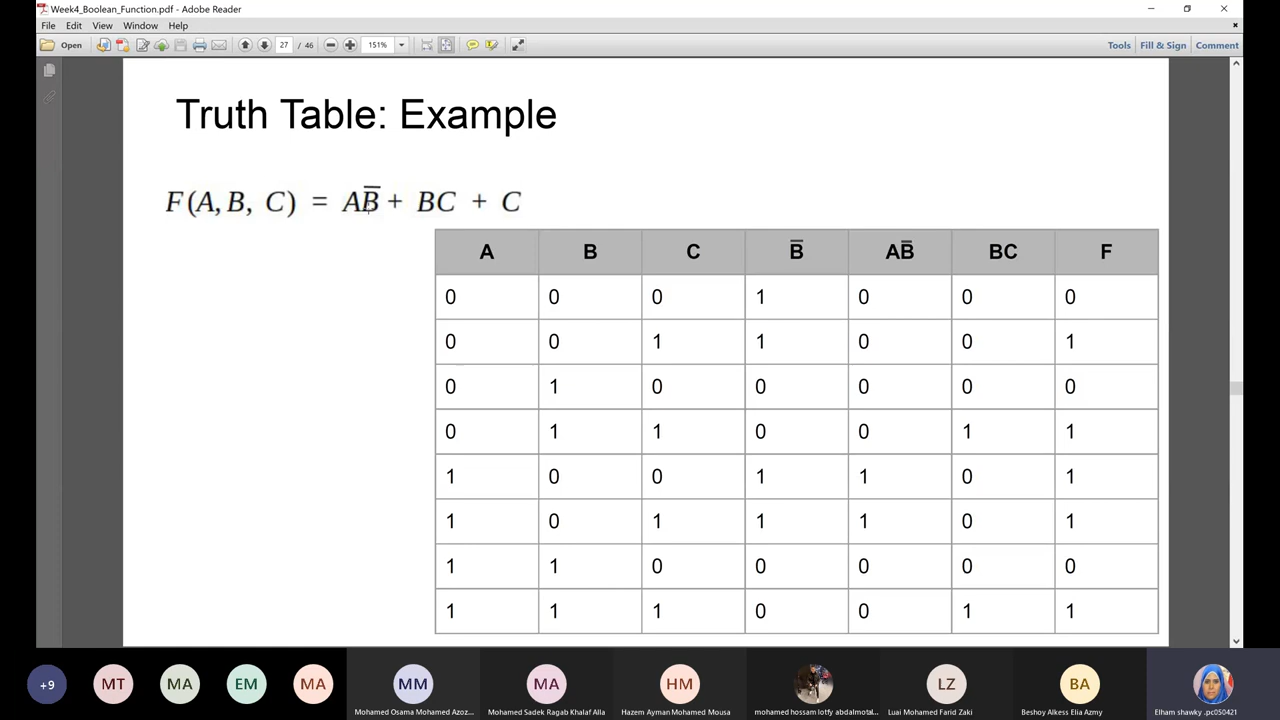 Week4_Boolean_Function.pdf - Adobe Reader
File Edit View Window Help
Open 27 / 46 151% Tools Fill & Sign Comment
Truth Table: Example
F(A, B, C) = AB̅ + BC + C
A B C B̅ AB̅ BC F
0 0 0 1 0 0 0
0 0 1 1 0 0 1
0 1 0 0 0 0 0
0 1 1 0 0 1 1
1 0 0 1 1 0 1
1 0 1 1 1 0 1
1 1 0 0 0 0 0
1 1 1 0 0 1 1
+9 MT MA EM MA MM MA HM LZ BA
Mohamed Osama Mohamed Azoz... Mohamed Sadek Ragab Khalaf Alla Hazem Ayman Mohamed Mousa mohamed hossam lotfy abdalmotal... Luai Mohamed Farid Zaki Beshoy Alkess Elia Azmy Elham shawky .pc0S0421